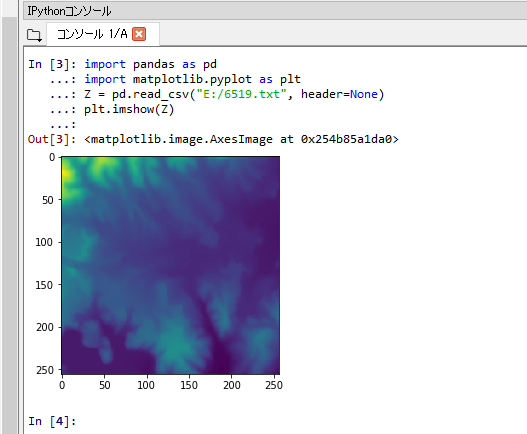 IPythonコンソール
コンソール 1/A
In [3]: import pandas as pd
...: import matplotlib.pyplot as plt
...: Z = pd.read_csv("E:/6519.txt", header=None)
...: plt.imshow(Z)
...:
Out[3]: <matplotlib.image.AxesImage at 0x254b85a1da0>
0
50
100
150
200
250
0 50 100 150 200 250
In [4]: